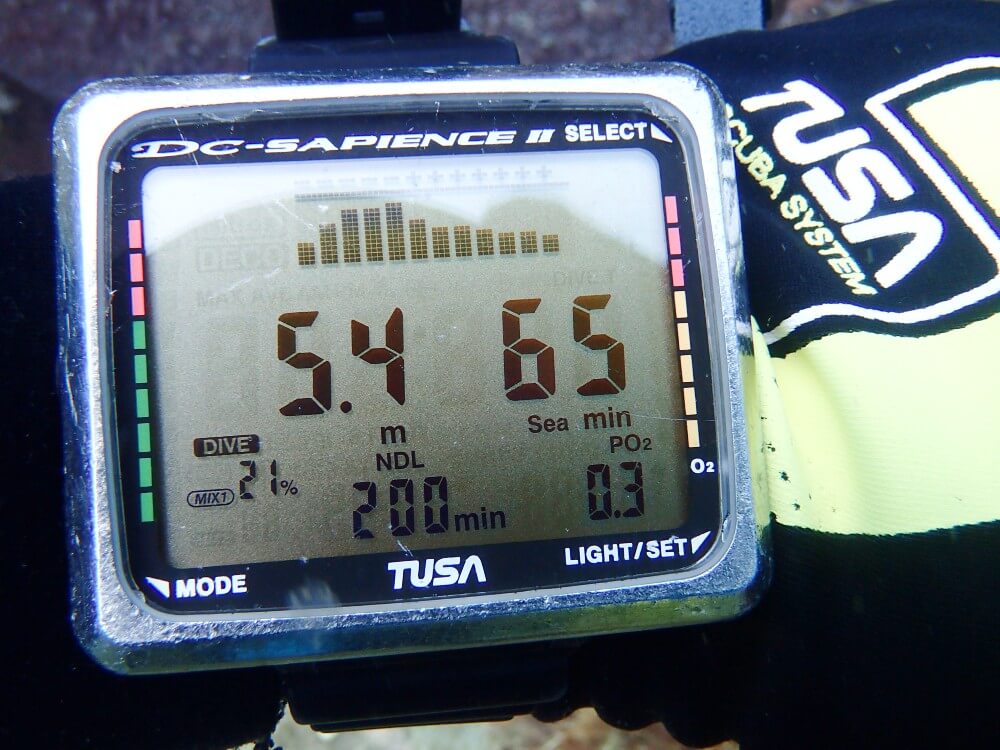 DC-SAPIENCE II
SELECT
5.4
m
65
Sea min
DIVE
MIX1
21%
NDL
200min
PO2
0.3
O2
MODE
TUSA
LIGHT/SET
TUSA
SCUBA SYSTEM
DECO